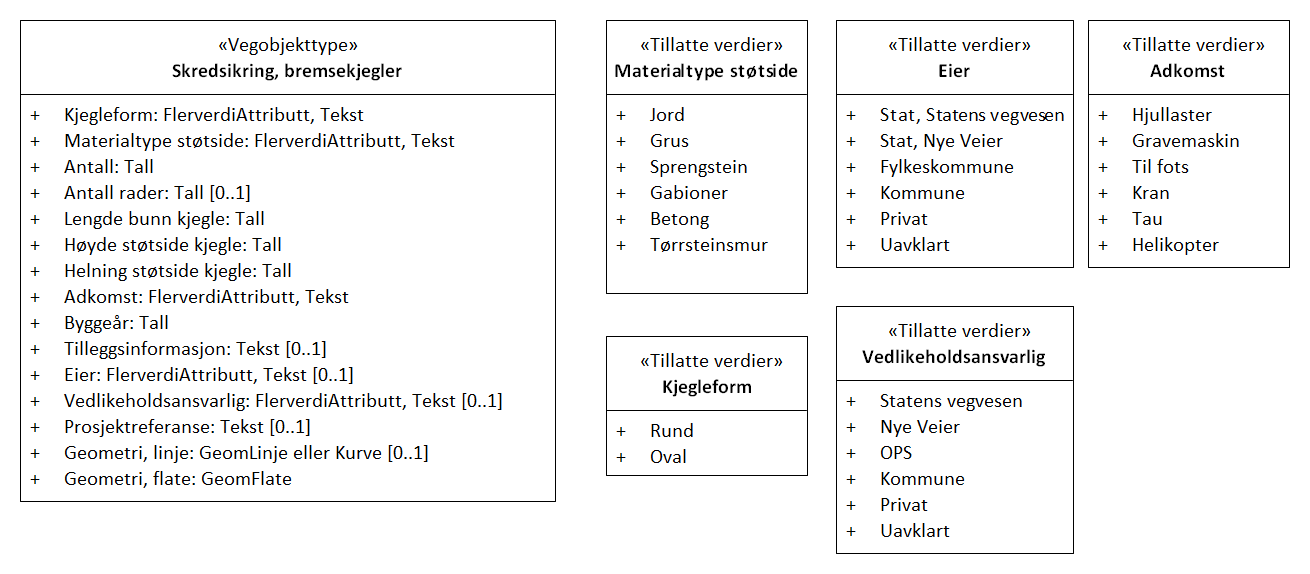 «Vegobjekttype»
Skredsikring, bremsekjegler
+ Kjegleform: FlerverdiAttributt, Tekst
+ Materialtype støtside: FlerverdiAttributt, Tekst
+ Antall: Tall
+ Antall rader: Tall [0..1]
+ Lengde bunn kjegle: Tall
+ Høyde støtside kjegle: Tall
+ Helning støtside kjegle: Tall
+ Adkomst: FlerverdiAttributt, Tekst
+ Byggeår: Tall
+ Tilleggsinformasjon: Tekst [0..1]
+ Eier: FlerverdiAttributt, Tekst [0..1]
+ Vedlikeholdsansvarlig: FlerverdiAttributt, Tekst [0..1]
+ Prosjektreferanse: Tekst [0..1]
+ Geometri, linje: GeomLinje eller Kurve [0..1]
+ Geometri, flate: GeomFlate
«Tillatte verdier»
Materialtype støtside
+ Jord
+ Grus
+ Sprengstein
+ Gabioner
+ Betong
+ Tørrsteinsmur
«Tillatte verdier»
Eier
+ Stat, Statens vegvesen
+ Stat, Nye Veier
+ Fylkeskommune
+ Kommune
+ Privat
+ Uavklart
«Tillatte verdier»
Adkomst
+ Hjullaster
+ Gravemaskin
+ Til fots
+ Kran
+ Tau
+ Helikopter
«Tillatte verdier»
Kjegleform
+ Rund
+ Oval
«Tillatte verdier»
Vedlikeholdsansvarlig
+ Statens vegvesen
+ Nye Veier
+ OPS
+ Kommune
+ Privat
+ Uavklart